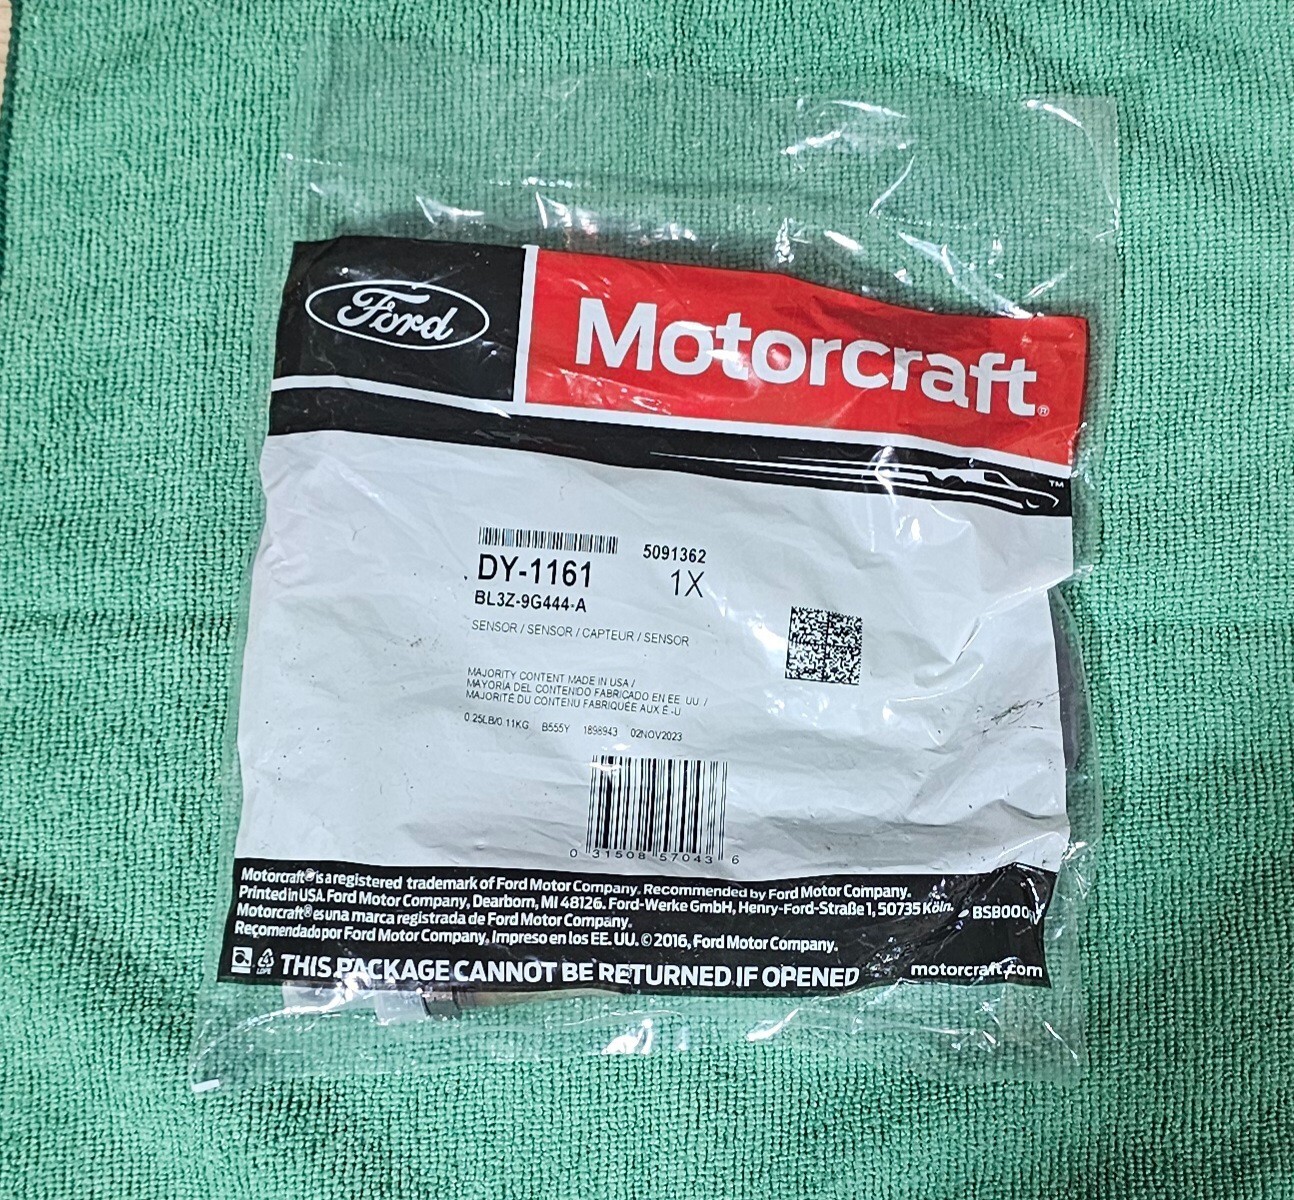 Ford
Motorcraft®
™
5091362
DY-1161
1X
BL3Z-9G444-A
SENSOR / SENSOR / CAPTEUR / SENSOR
MAJORITY CONTENT MADE IN USA /
MAYORÍA DEL CONTENIDO FABRICADO EN EE. UU. /
MAJORITÉ DU CONTENU FABRIQUÉE AUX É.-U
0.25LB/0.11KG B555Y 1898943 02NOV2023
0 31508 57043 6
Motorcraft® is a registered trademark of Ford Motor Company. Recommended by Ford Motor Company.
Printed in USA. Ford Motor Company, Dearborn, MI 48126. Ford-Werke GmbH, Henry-Ford-Straße 1, 50735 Köln.
BSB000
Motorcraft® es una marca registrada de Ford Motor Company.
Recomendado por Ford Motor Company. Impreso en los EE. UU. © 2016, Ford Motor Company.
LDPE
THIS PACKAGE CANNOT BE RETURNED IF OPENED
motorcraft.com